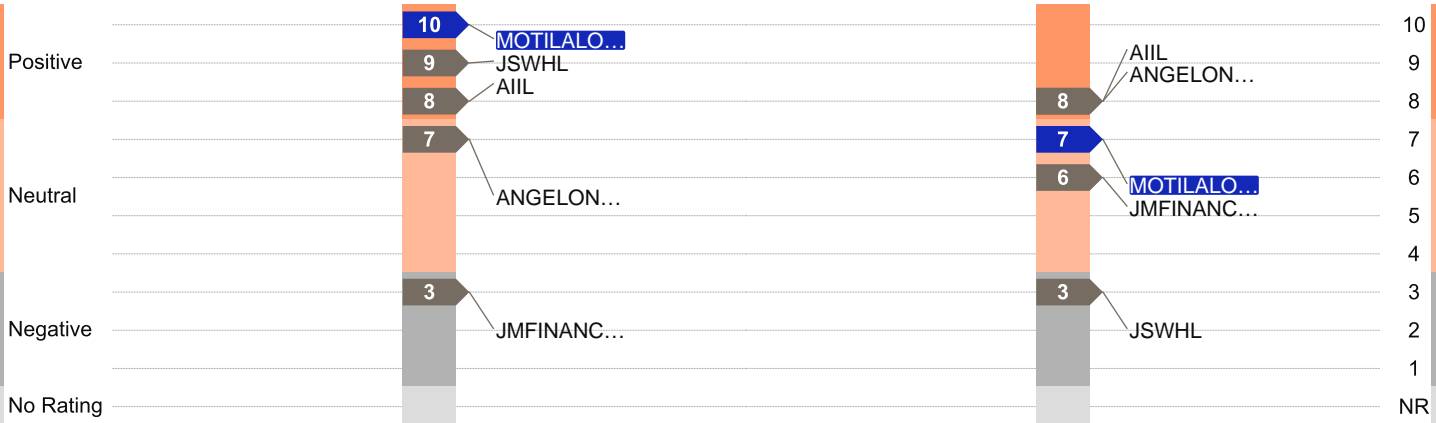 10
10
MOTILALO...
AIIL
Positive
9
JSWHL
ANGELON...
9
AIIL
8
8
8
7
7
7
Neutral
ANGELON...
6
MOTILALO...
6
JMFINANC...
5
4
3
3
3
Negative
JMFINANC...
JSWHL
2
1
No Rating
NR